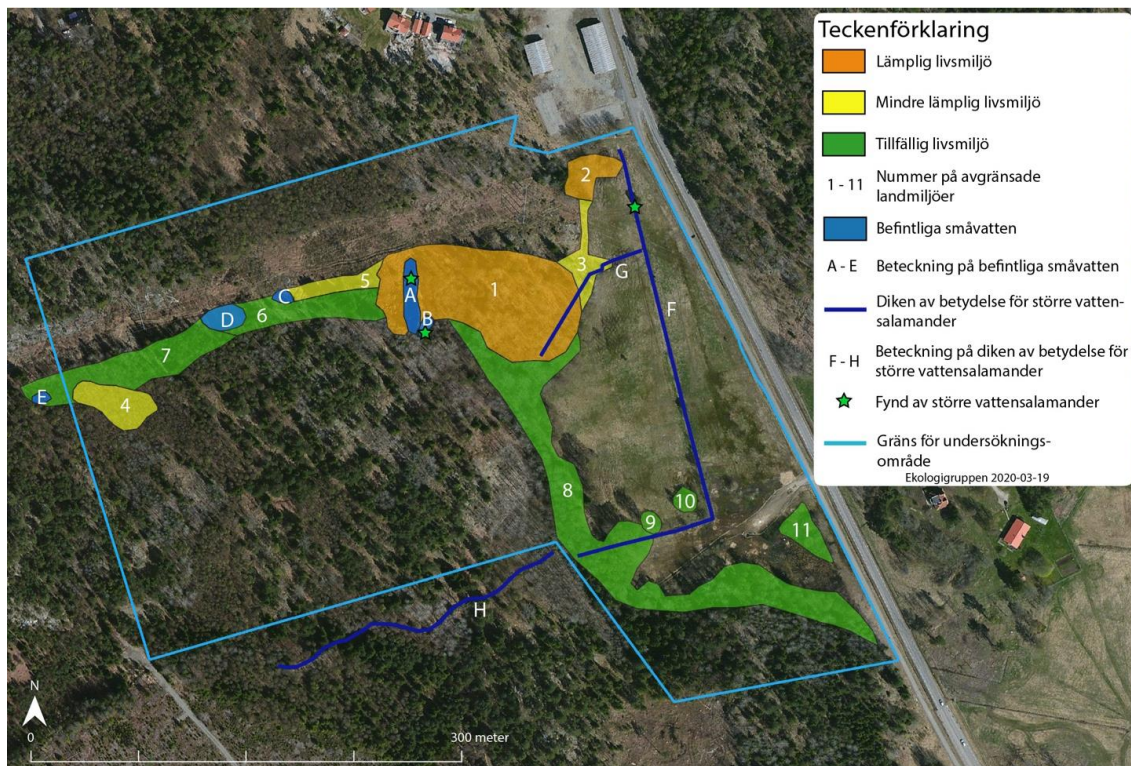 Teckenförklaring
Lämplig livsmiljö
Mindre lämplig livsmiljö
Tillfällig livsmiljö
1 - 11 Nummer på avgränsade
landmiljöer
Befintliga småvatten
A - E Beteckning på befintliga småvatten
Diken av betydelse för större vatten-
salamander
F - H Beteckning på diken av betydelse för
större vattensalamander
Fynd av större vattensalamander
Gräns för undersöknings-
område
Ekologigruppen 2020-03-19
2
3
G
5
A
1
C
B
F
D
6
7
E
4
8
10
9
11
H
N
0
300 meter